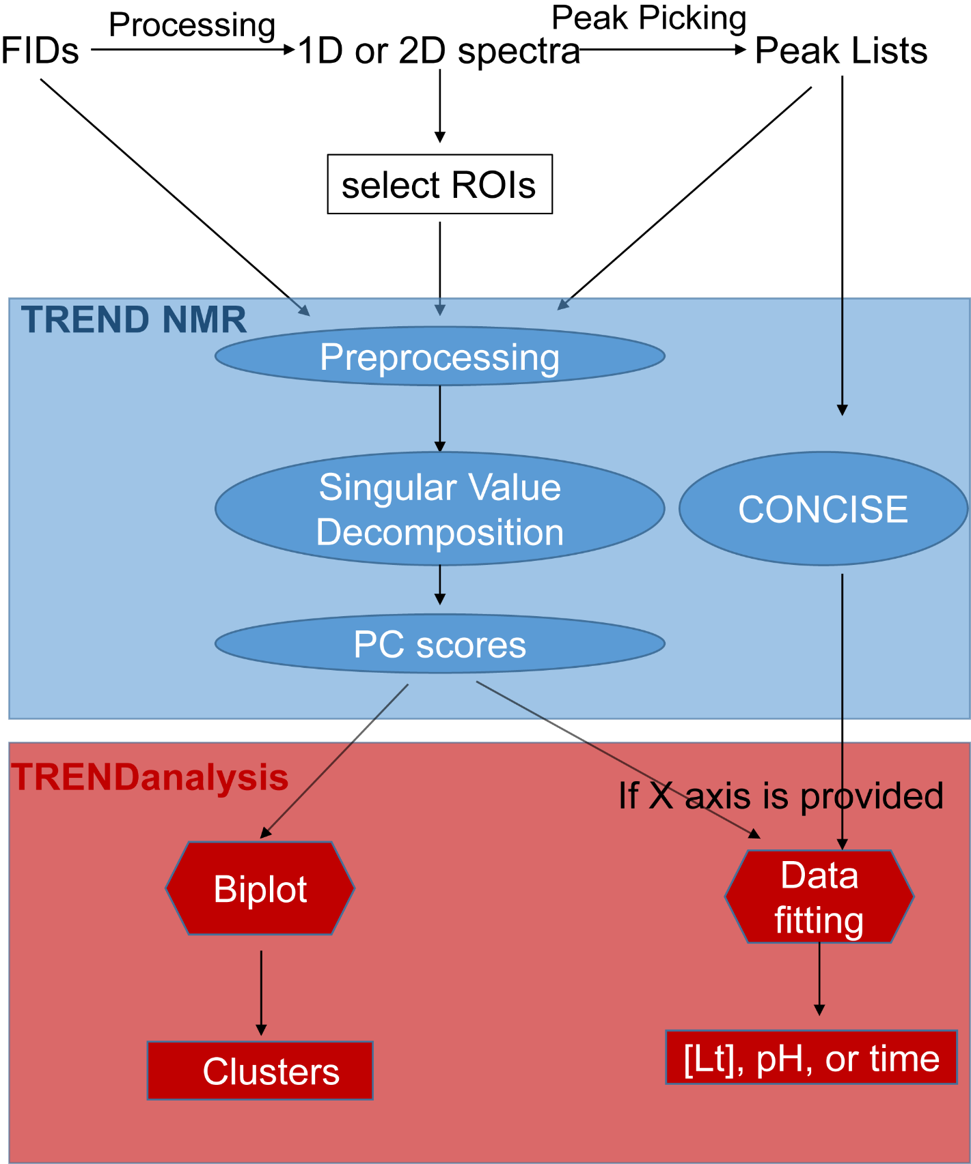 Processing
Peak Picking
FIDs
1D or 2D spectra
Peak Lists
select ROIs
TREND NMR
Preprocessing
Singular Value
Decomposition
CONCISE
PC scores
TRENDanalysis
If X axis is provided
Biplot
Data
fitting
Clusters
[Lt], pH, or time